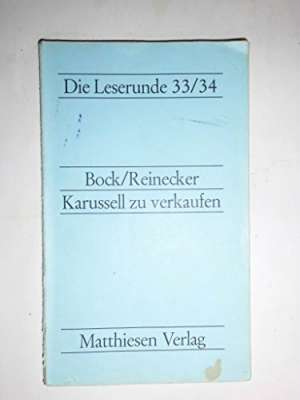 Die Leserunde 33/34
Bock/Reinecker
Karussell zu verkaufen
Matthiesen Verlag